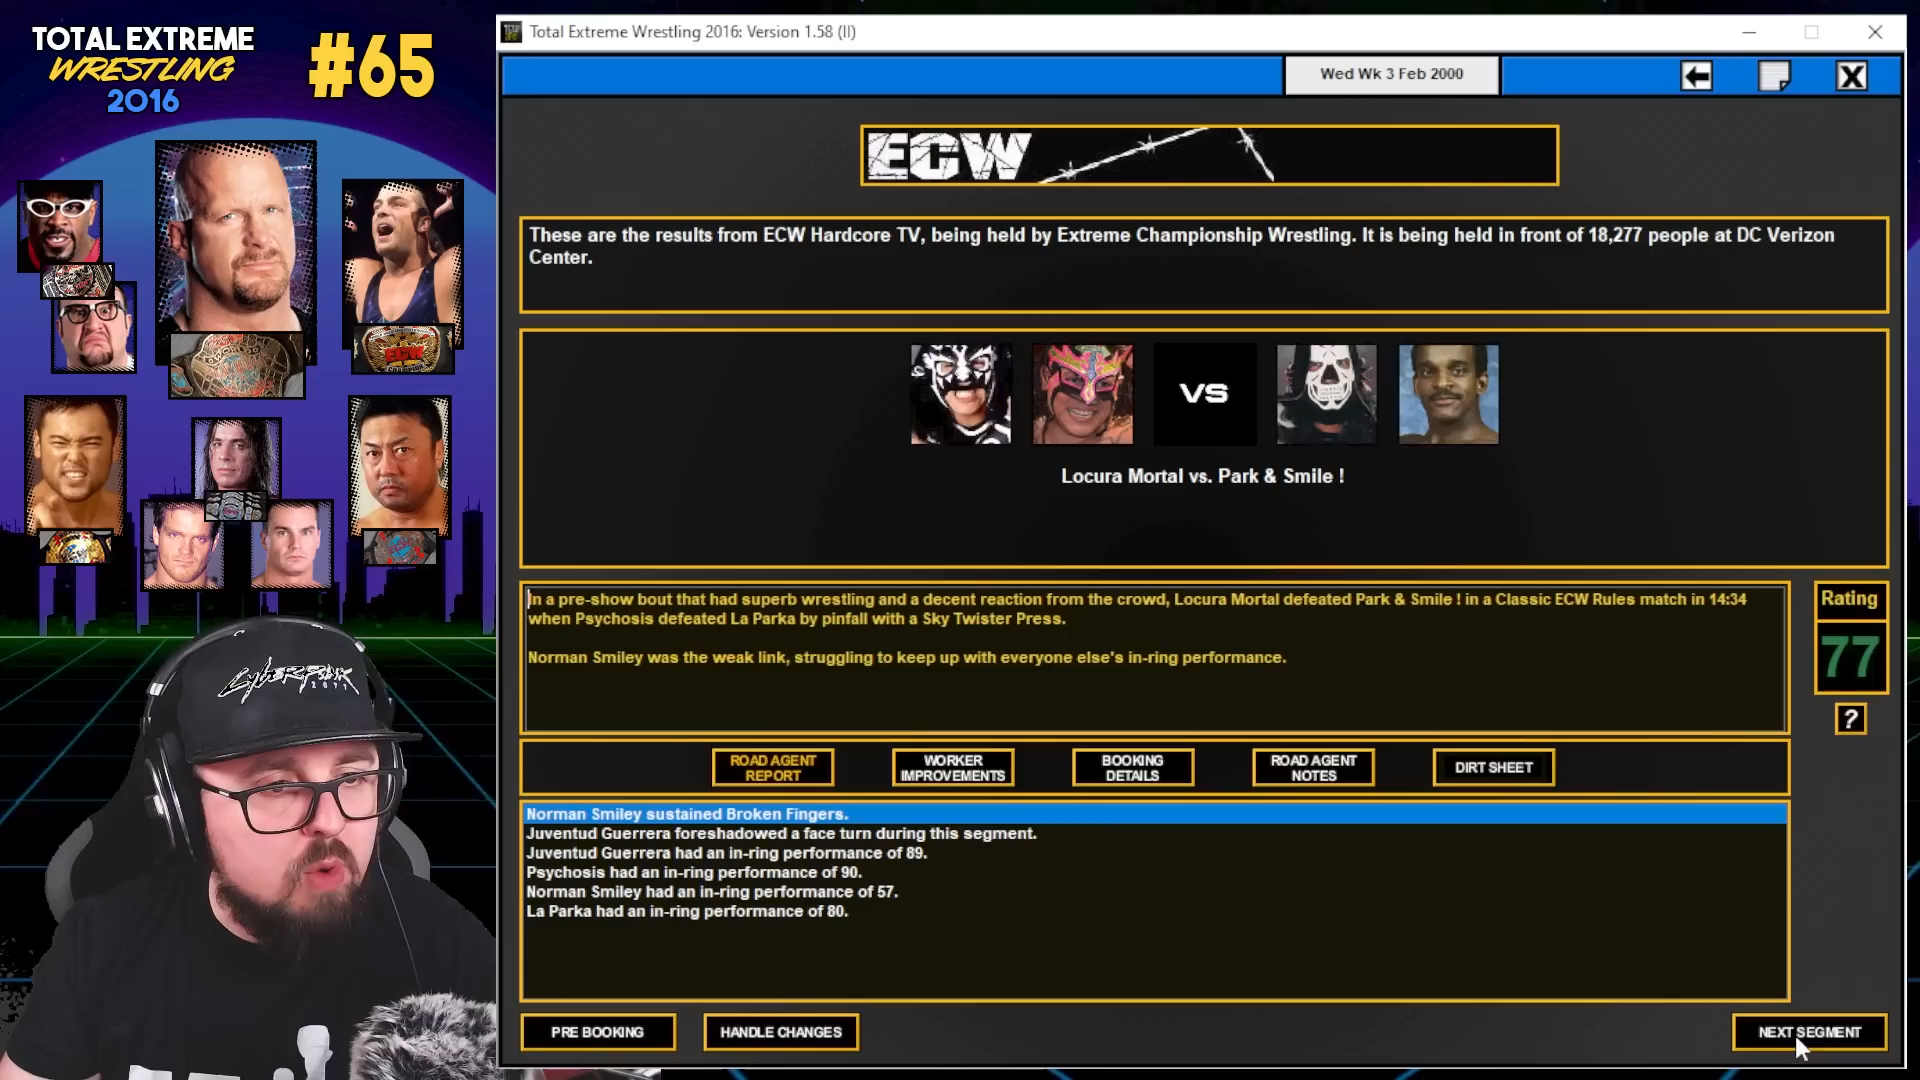 TOTAL EXTREME
WRESTLING
2016
#65
Total Extreme Wrestling 2016: Version 1.58 (II)
Wed Wk 3 Feb 2000
X
ECW
These are the results from ECW Hardcore TV, being held by Extreme Championship Wrestling. It is being held in front of 18,277 people at DC Verizon
Center.
VS
Locura Mortal vs. Park & Smile !
In a pre-show bout that had superb wrestling and a decent reaction from the crowd, Locura Mortal defeated Park & Smile ! in a Classic ECW Rules match in 14:34
when Psychosis defeated La Parka by pinfall with a Sky Twister Press.
Norman Smiley was the weak link, struggling to keep up with everyone else's in-ring performance.
Rating
77
?
ROAD AGENT
REPORT
WORKER
IMPROVEMENTS
BOOKING
DETAILS
ROAD AGENT
NOTES
DIRT SHEET
Norman Smiley sustained Broken Fingers.
Juventud Guerrera foreshadowed a face turn during this segment.
Juventud Guerrera had an in-ring performance of 89.
Psychosis had an in-ring performance of 90.
Norman Smiley had an in-ring performance of 57.
La Parka had an in-ring performance of 80.
PRE BOOKING
HANDLE CHANGES
NEXT SEGMENT
CYBERPUNK
2077
ECW